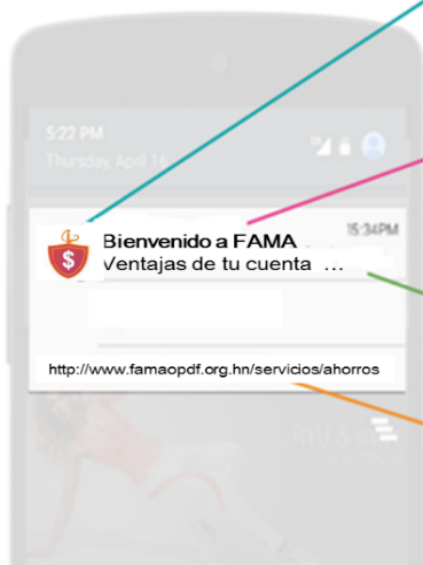 5:22 PM
Thursday, April 16
15:34PM
Bienvenido a FAMA
$
Ventajas de tu cuenta ...
http://www.famaopdf.org.hn/servicios/ahorros